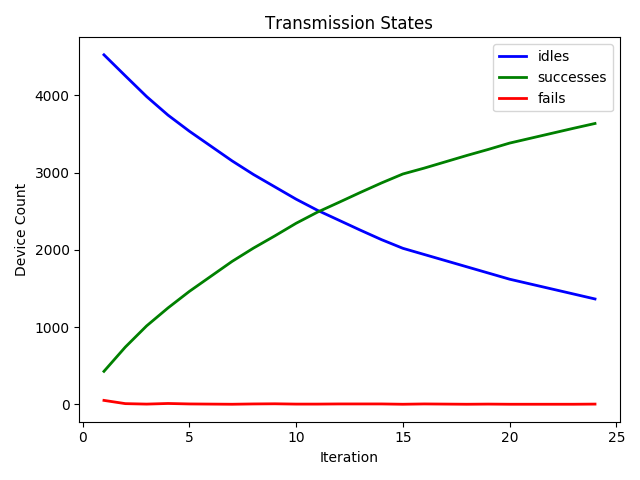 Transmission States
idles
successes
fails
Device Count
4000
3000
2000
1000
0
0 5 10 15 20 25
Iteration